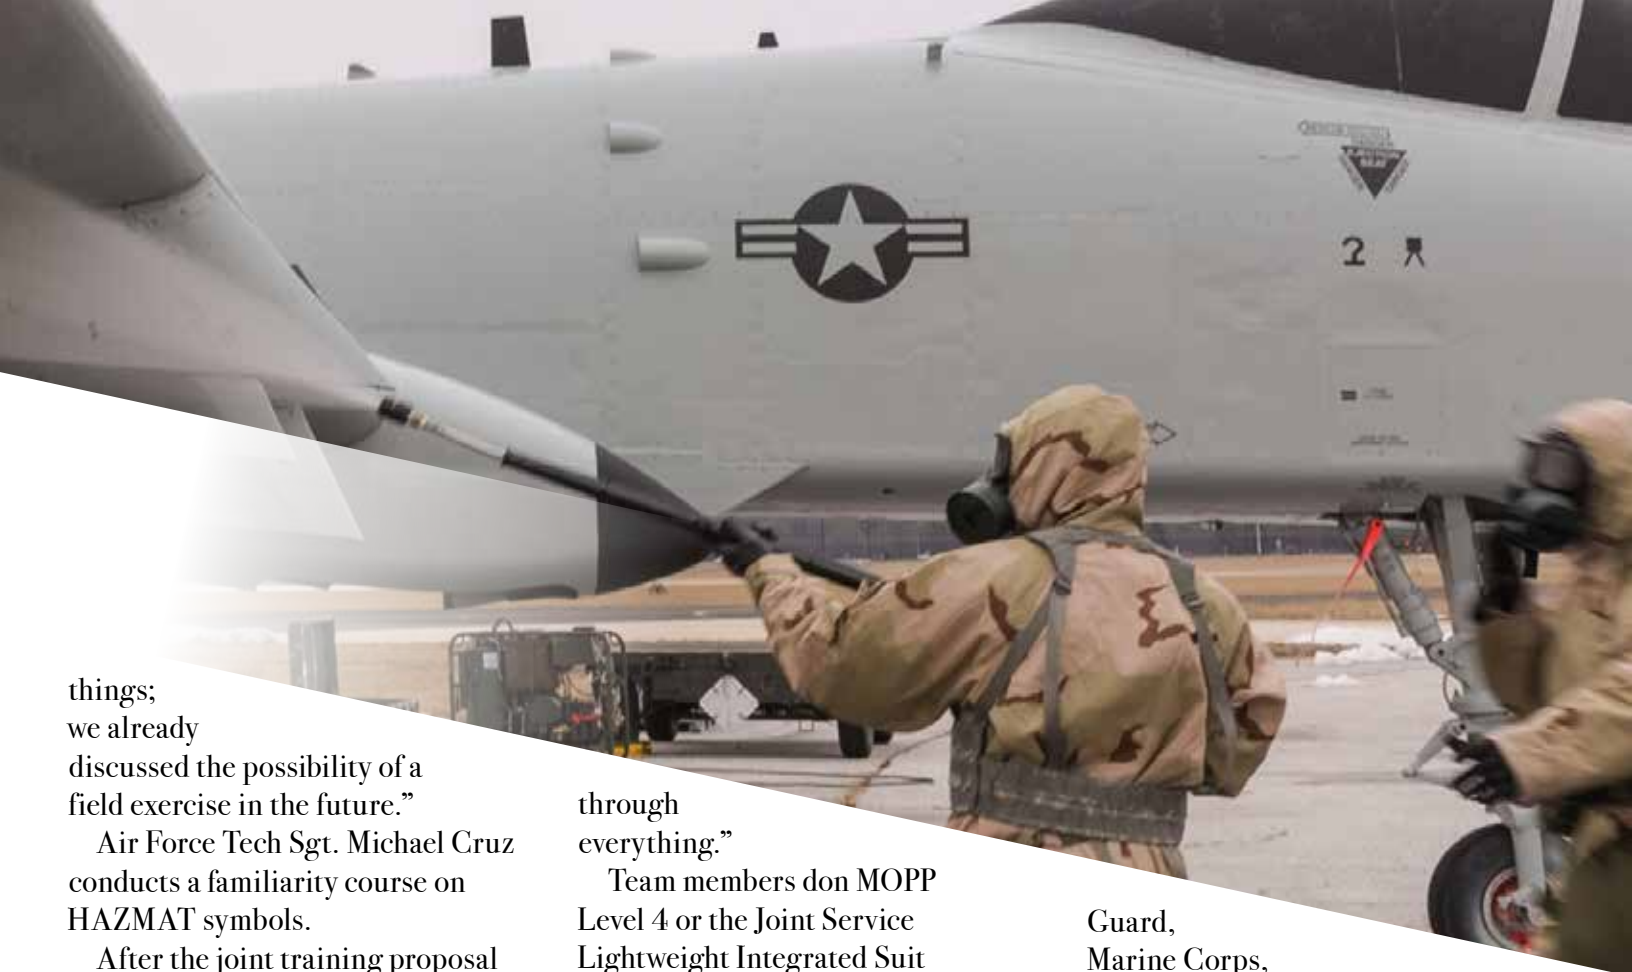 things;
we already
discussed the possibility of a
field exercise in the future.”
Air Force Tech Sgt. Michael Cruz
conducts a familiarity course on
HAZMAT symbols.
After the joint training proposal
through
everything.”
Team members don MOPP
Level 4 or the Joint Service
Lightweight Integrated Suit
Guard,
Marine Corps,
2